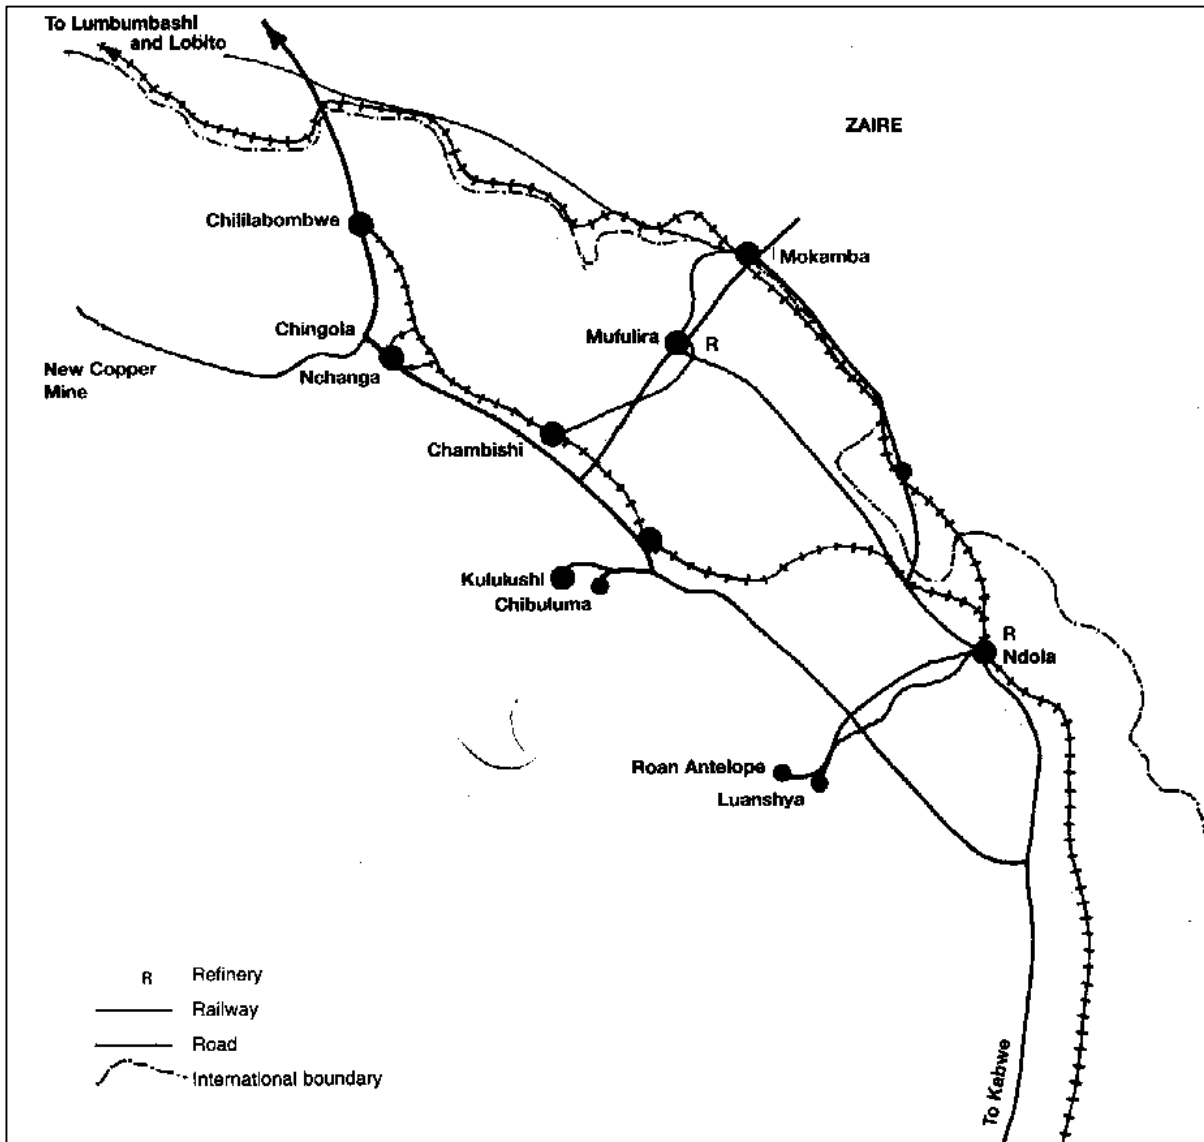 To Lumbumbashi
and Lobito
ZAIRE
Chililabombwe
Mokamba
Chingola
Mufulira R
New Copper
Mine
Nchanga
Chambishi
Kululushi
Chibuluma
R
Ndola
Roan Antelope
Luanshya
R Refinery
Railway
Road
International boundary
To Kabwe